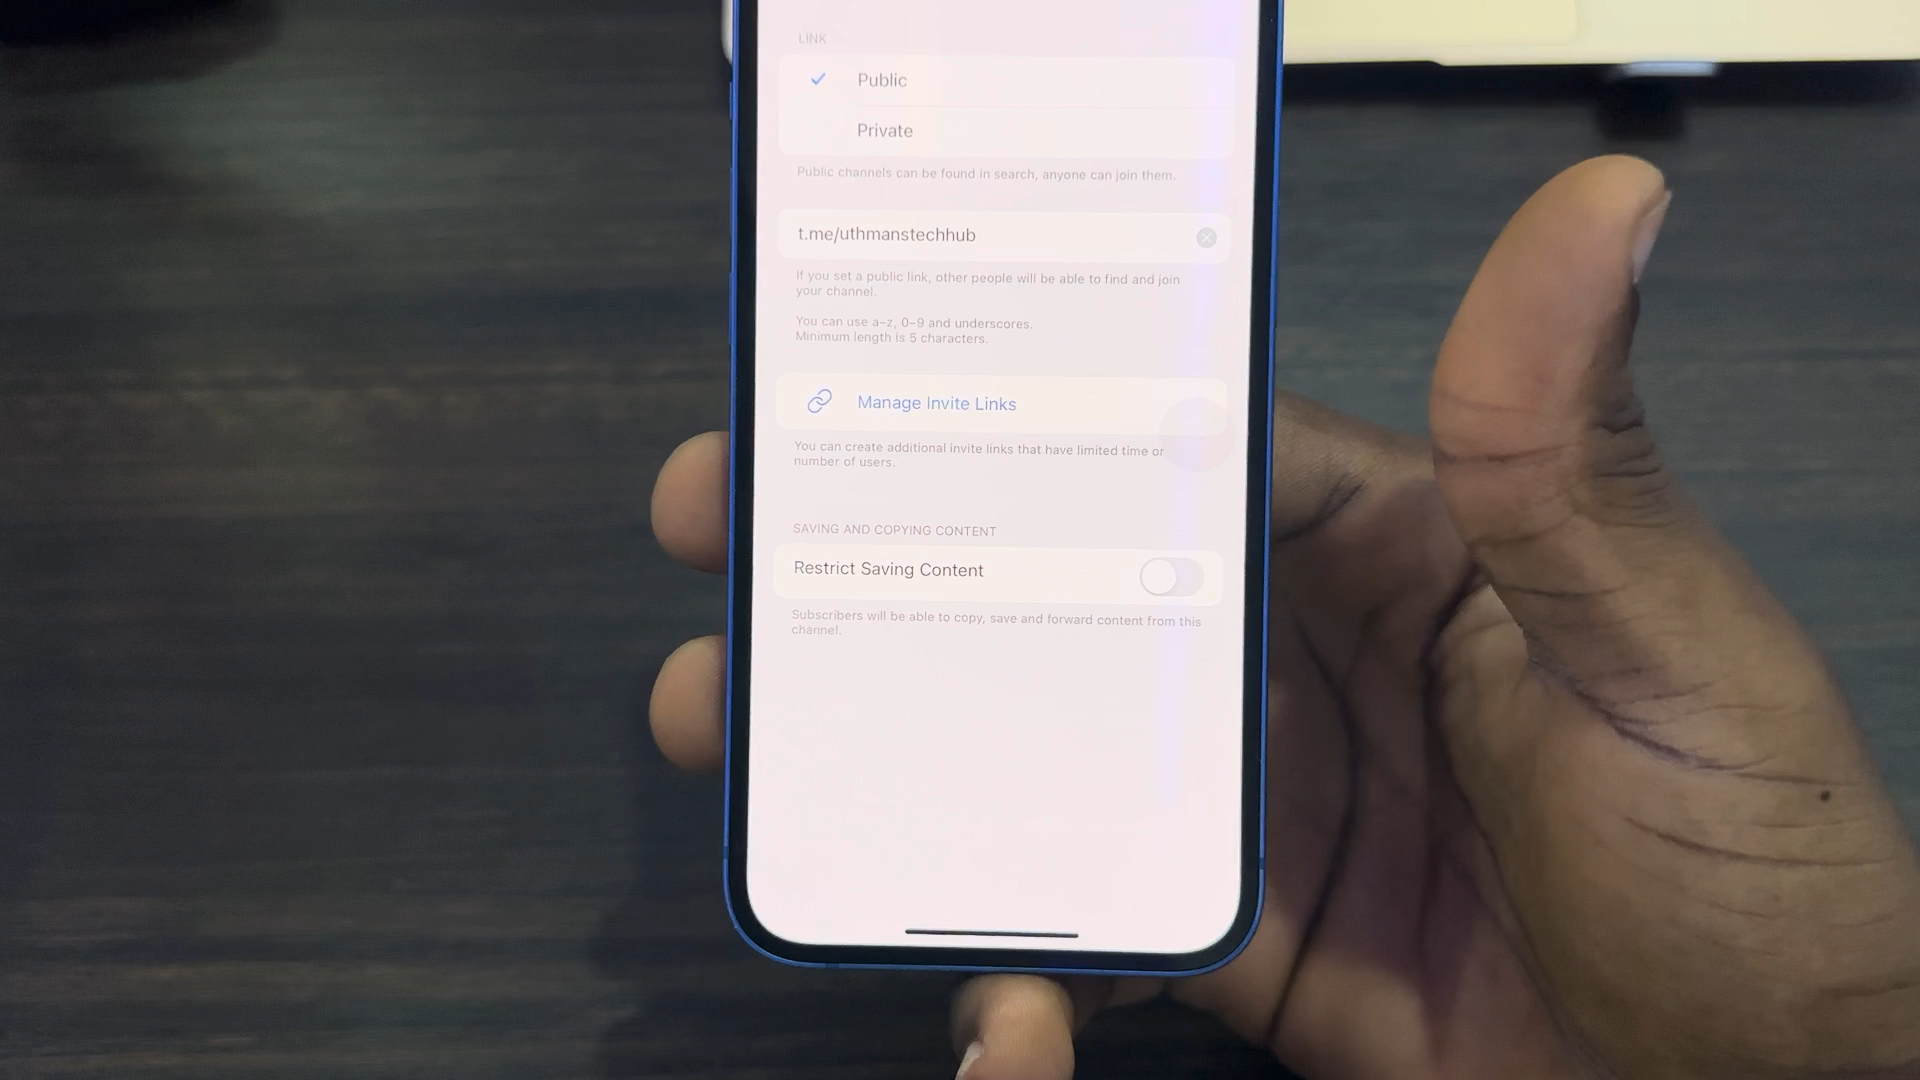 LINK
Public
Private
Public channels can be found in search, anyone can join them.
t.me/uthmanstechhub
If you set a public link, other people will be able to find and join
your channel.
You can use a–z, 0–9 and underscores.
Minimum length is 5 characters.
Manage Invite Links
You can create additional invite links that have limited time or
number of users.
SAVING AND COPYING CONTENT
Restrict Saving Content
Subscribers will be able to copy, save and forward content from this
channel.